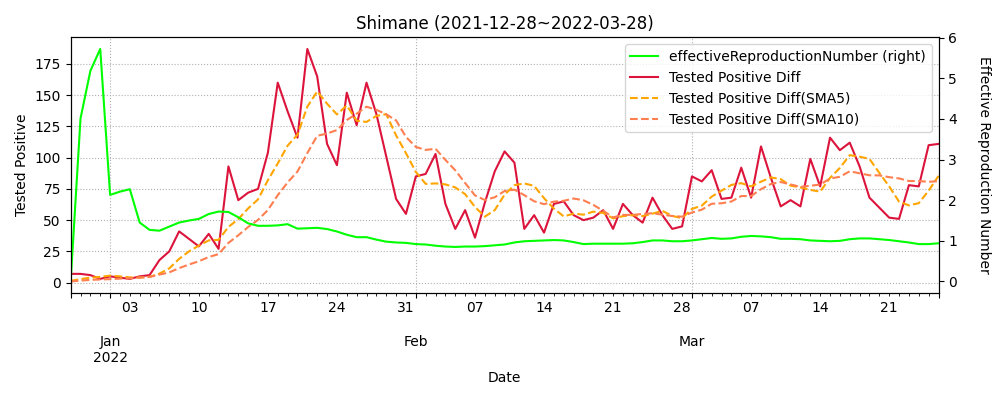 Shimane (2021-12-28~2022-03-28)
effectiveReproductionNumber (right)
Tested Positive Diff
Tested Positive Diff(SMA5)
Tested Positive Diff(SMA10)
Tested Positive
175
150
125
100
75
50
25
0
6
5
4
3
2
1
0
Effective Reproduction Number
03 10 17 24 31 07 14 21 07 14 21
Jan Feb Mar
2022
Date